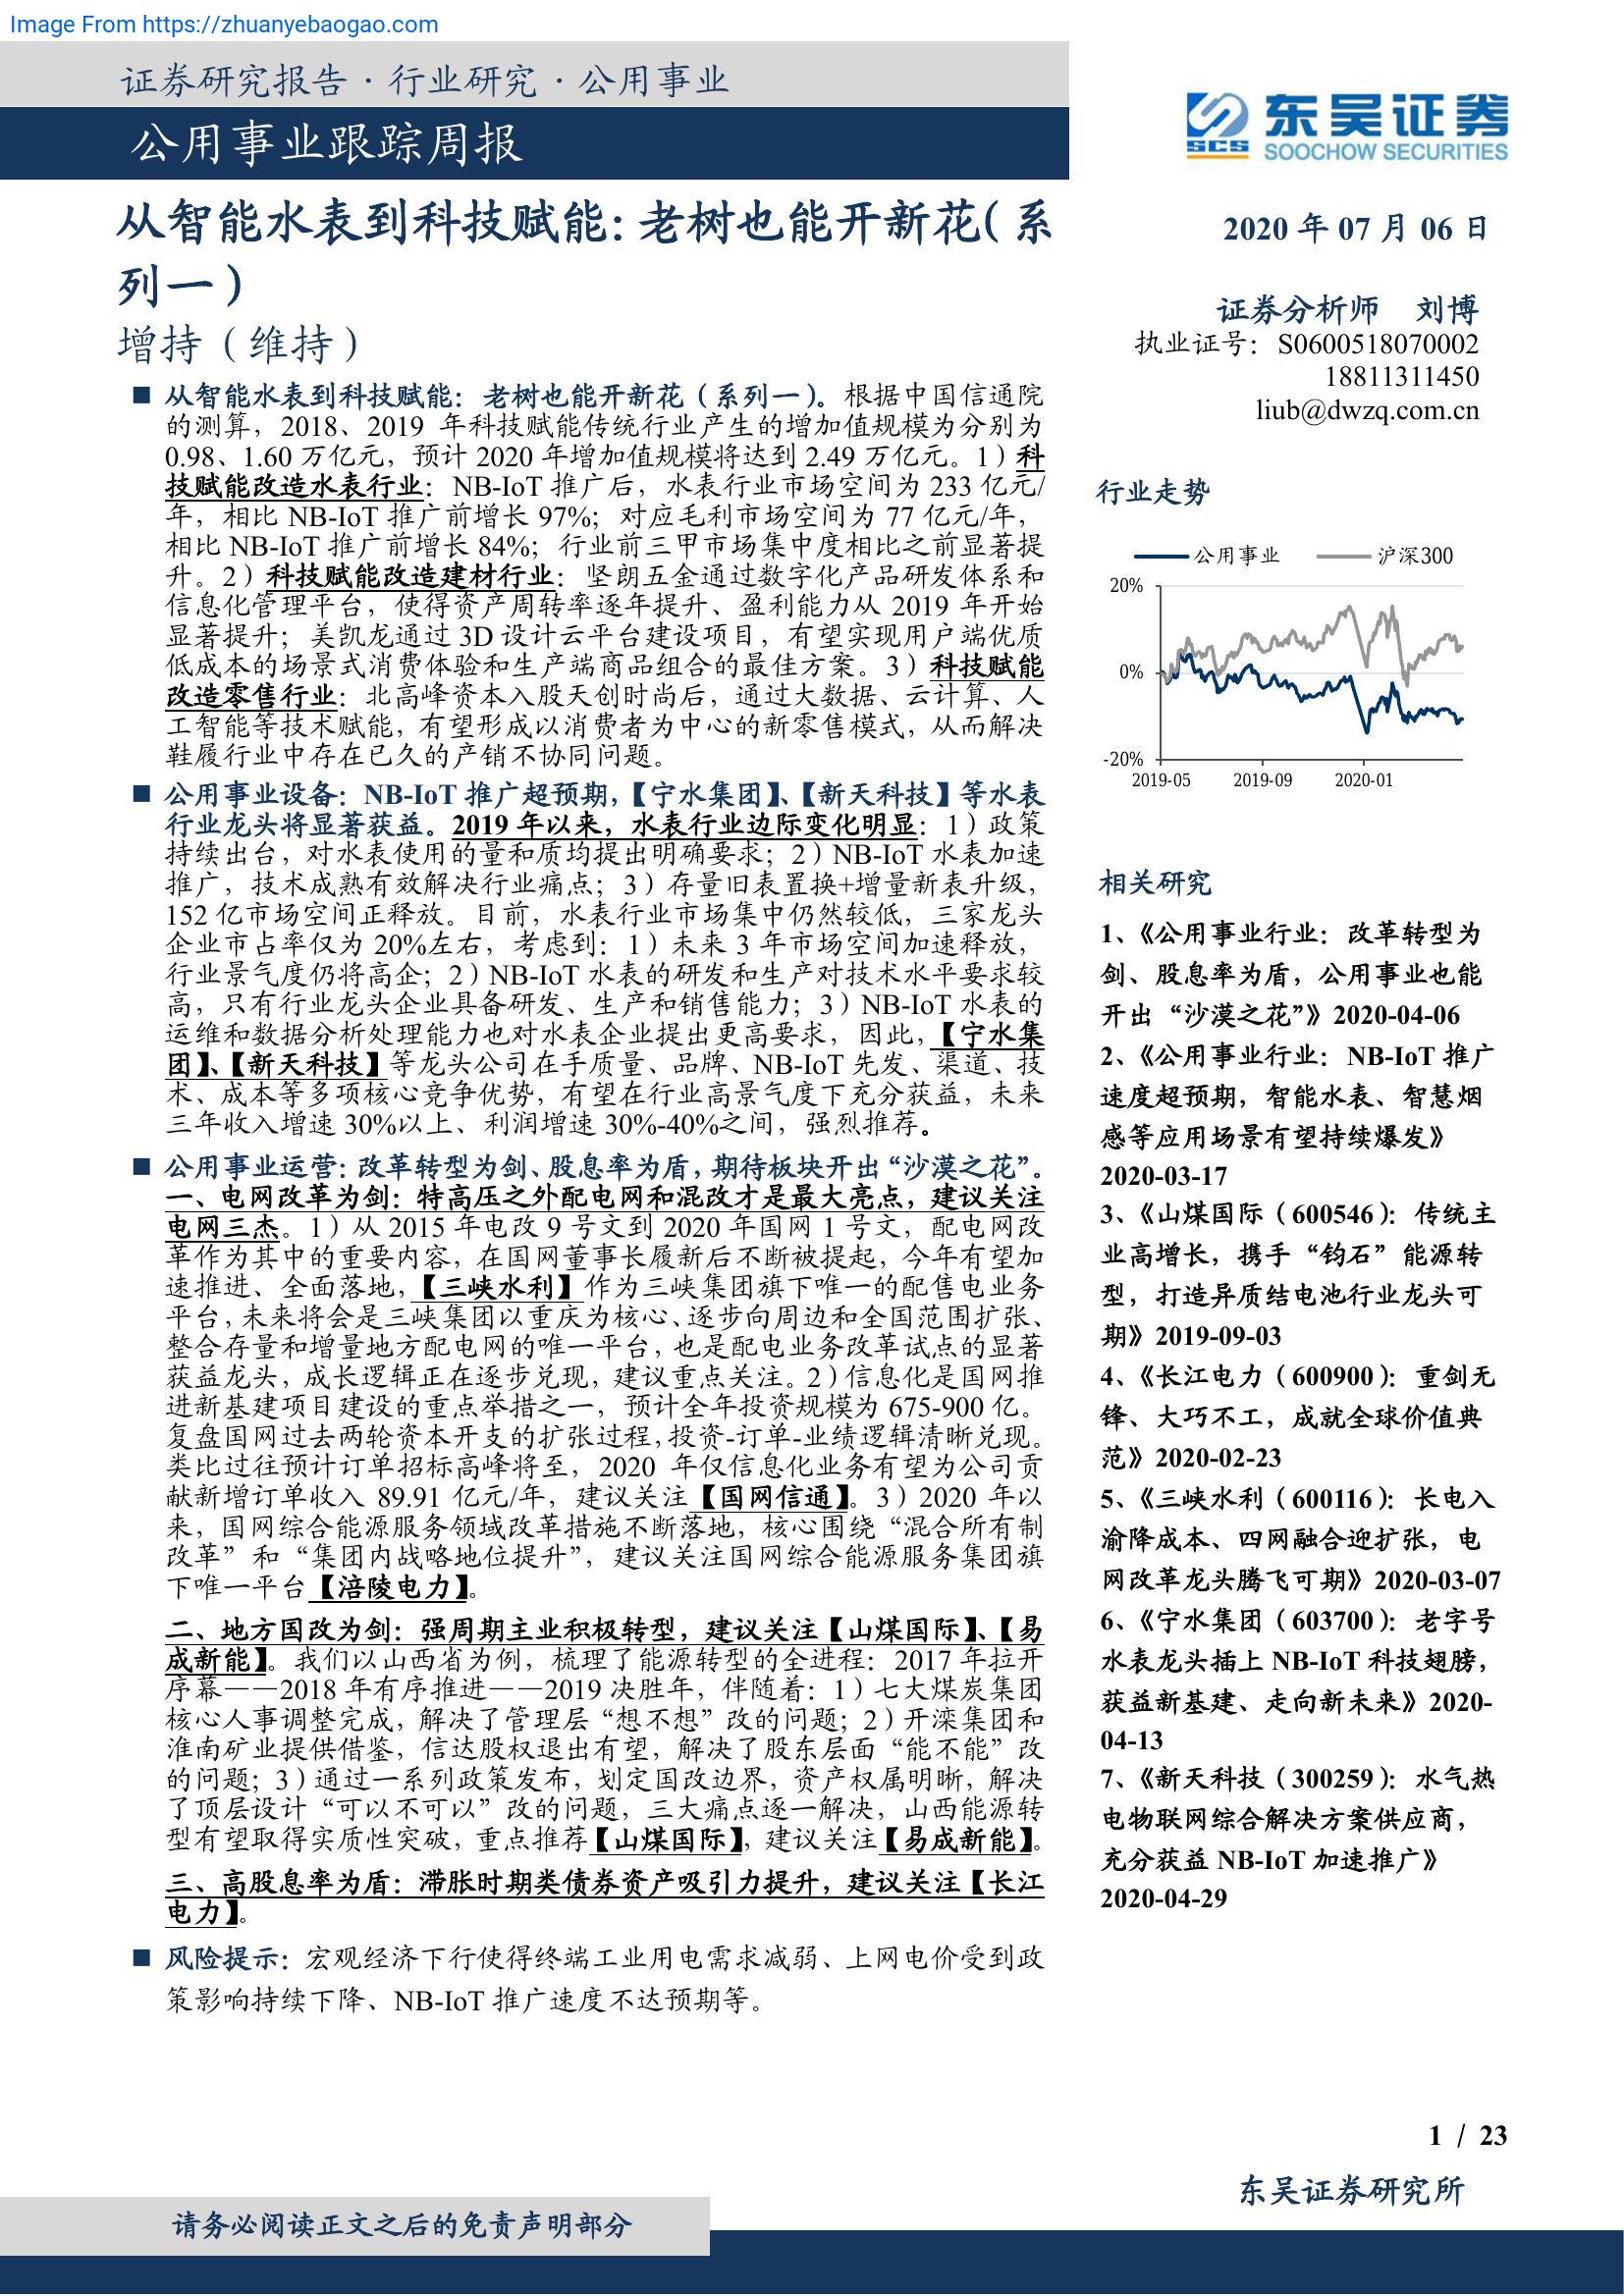 Image From https://zhuanyebaogao.com
证券研究报告·行业研究·公用事业
公用事业跟踪周报
东吴证券
SCS
SOOCHOW SECURITIES
从智能水表到科技赋能：老树也能开新花（系
列一）
增持（维持）
■ 从智能水表到科技赋能：老树也能开新花（系列一）。根据中国信通院
的测算，2018、2019 年科技赋能传统行业产生的增加值规模为分别为
0.98、1.60 万亿元，预计 2020 年增加值规模将达到 2.49 万亿元。1）科
技赋能改造水表行业：NB-IoT 推广后，水表行业市场空间为 233 亿元/
年，相比 NB-IoT 推广前增长 97%；对应毛利市场空间为 77 亿元/年，
相比 NB-IoT 推广前增长 84%；行业前三甲市场集中度相比之前显著提
升。2）科技赋能改造建材行业：坚朗五金通过数字化产品研发体系和
信息化管理平台，使得资产周转率逐年提升、盈利能力从 2019 年开始
显著提升；美凯龙通过 3D 设计云平台建设项目，有望实现用户端优质
低成本的场景式消费体验和生产端商品组合的最佳方案。3）科技赋能
改造零售行业：北高峰资本入股天创时尚后，通过大数据、云计算、人
工智能等技术赋能，有望形成以消费者为中心的新零售模式，从而解决
鞋履行业中存在已久的产销不协同问题。
■ 公用事业设备：NB-IoT 推广超预期，【宁水集团】、【新天科技】等水表
行业龙头将显著获益。2019 年以来，水表行业边际变化明显：1）政策
持续出台，对水表使用的量和质均提出明确要求；2）NB-IoT 水表加速
推广，技术成熟有效解决行业痛点；3）存量旧表置换+增量新表升级，
152 亿市场空间正释放。目前，水表行业市场集中仍然较低，三家龙头
企业市占率仅为 20%左右，考虑到：1）未来 3 年市场空间加速释放，
行业景气度仍将高企；2）NB-IoT 水表的研发和生产对技术水平要求较
高，只有行业龙头企业具备研发、生产和销售能力；3）NB-IoT 水表的
运维和数据分析处理能力也对水表企业提出更高要求，因此，【宁水集
团】、【新天科技】等龙头公司在手质量、品牌、NB-IoT 先发、渠道、技
术、成本等多项核心竞争优势，有望在行业高景气度下充分获益，未来
三年收入增速 30%以上、利润增速 30%-40%之间，强烈推荐。
■ 公用事业运营：改革转型为剑、股息率为盾，期待板块开出“沙漠之花”。
一、电网改革为剑：特高压之外配电网和混改才是最大亮点，建议关注
电网三杰。1）从 2015 年电改 9 号文到 2020 年国网 1 号文，配电网改
革作为其中的重要内容，在国网董事长履新后不断被提起，今年有望加
速推进、全面落地，【三峡水利】作为三峡集团旗下唯一的配售电业务
平台，未来将会是三峡集团以重庆为核心、逐步向周边和全国范围扩张、
整合存量和增量地方配电网的唯一平台，也是配电业务改革试点的显著
获益龙头，成长逻辑正在逐步兑现，建议重点关注。2）信息化是国网推
进新基建项目建设的重点举措之一，预计全年投资规模为 675-900 亿。
复盘国网过去两轮资本开支的扩张过程，投资-订单-业绩逻辑清晰兑现。
类比过往预计订单招标高峰将至，2020 年仅信息化业务有望为公司贡
献新增订单收入 89.91 亿元/年，建议关注【国网信通】。3）2020 年以
来，国网综合能源服务领域改革措施不断落地，核心围绕“混合所有制
改革”和“集团内战略地位提升”，建议关注国网综合能源服务集团旗
下唯一平台【涪陵电力】。
二、地方国改为剑：强周期主业积极转型，建议关注【山煤国际】、【易
成新能】。我们以山西省为例，梳理了能源转型的全进程：2017 年拉开
序幕——2018 年有序推进——2019 决胜年，伴随着：1）七大煤炭集团
核心人事调整完成，解决了管理层“想不想”改的问题；2）开滦集团和
淮南矿业提供借鉴，信达股权退出有望，解决了股东层面“能不能”改
的问题；3）通过一系列政策发布，划定国改边界，资产权属明晰，解决
了顶层设计“可以不可以”改的问题，三大痛点逐一解决，山西能源转
型有望取得实质性突破，重点推荐【山煤国际】，建议关注【易成新能】。
三、高股息率为盾：滞胀时期类债券资产吸引力提升，建议关注【长江
电力】。
■ 风险提示：宏观经济下行使得终端工业用电需求减弱、上网电价受到政
策影响持续下降、NB-IoT 推广速度不达预期等。
2020 年 07 月 06 日
证券分析师 刘博
执业证号：S0600518070002
18811311450
liub@dwzq.com.cn
行业走势
公用事业 沪深300
20%
0%
-20%
2019-05 2019-09 2020-01
相关研究
1、《公用事业行业：改革转型为
剑、股息率为盾，公用事业也能
开出“沙漠之花”》2020-04-06
2、《公用事业行业：NB-IoT 推广
速度超预期，智能水表、智慧烟
感等应用场景有望持续爆发》
2020-03-17
3、《山煤国际（600546）：传统主
业高增长，携手“钧石”能源转
型，打造异质结电池行业龙头可
期》2019-09-03
4、《长江电力（600900）：重剑无
锋、大巧不工，成就全球价值典
范》2020-02-23
5、《三峡水利（600116）：长电入
渝降成本、四网融合迎扩张，电
网改革龙头腾飞可期》2020-03-07
6、《宁水集团（603700）：老字号
水表龙头插上 NB-IoT 科技翅膀，
获益新基建、走向新未来》2020-
04-13
7、《新天科技（300259）：水气热
电物联网综合解决方案供应商，
充分获益 NB-IoT 加速推广》
2020-04-29
1 / 23
东吴证券研究所
请务必阅读正文之后的免责声明部分